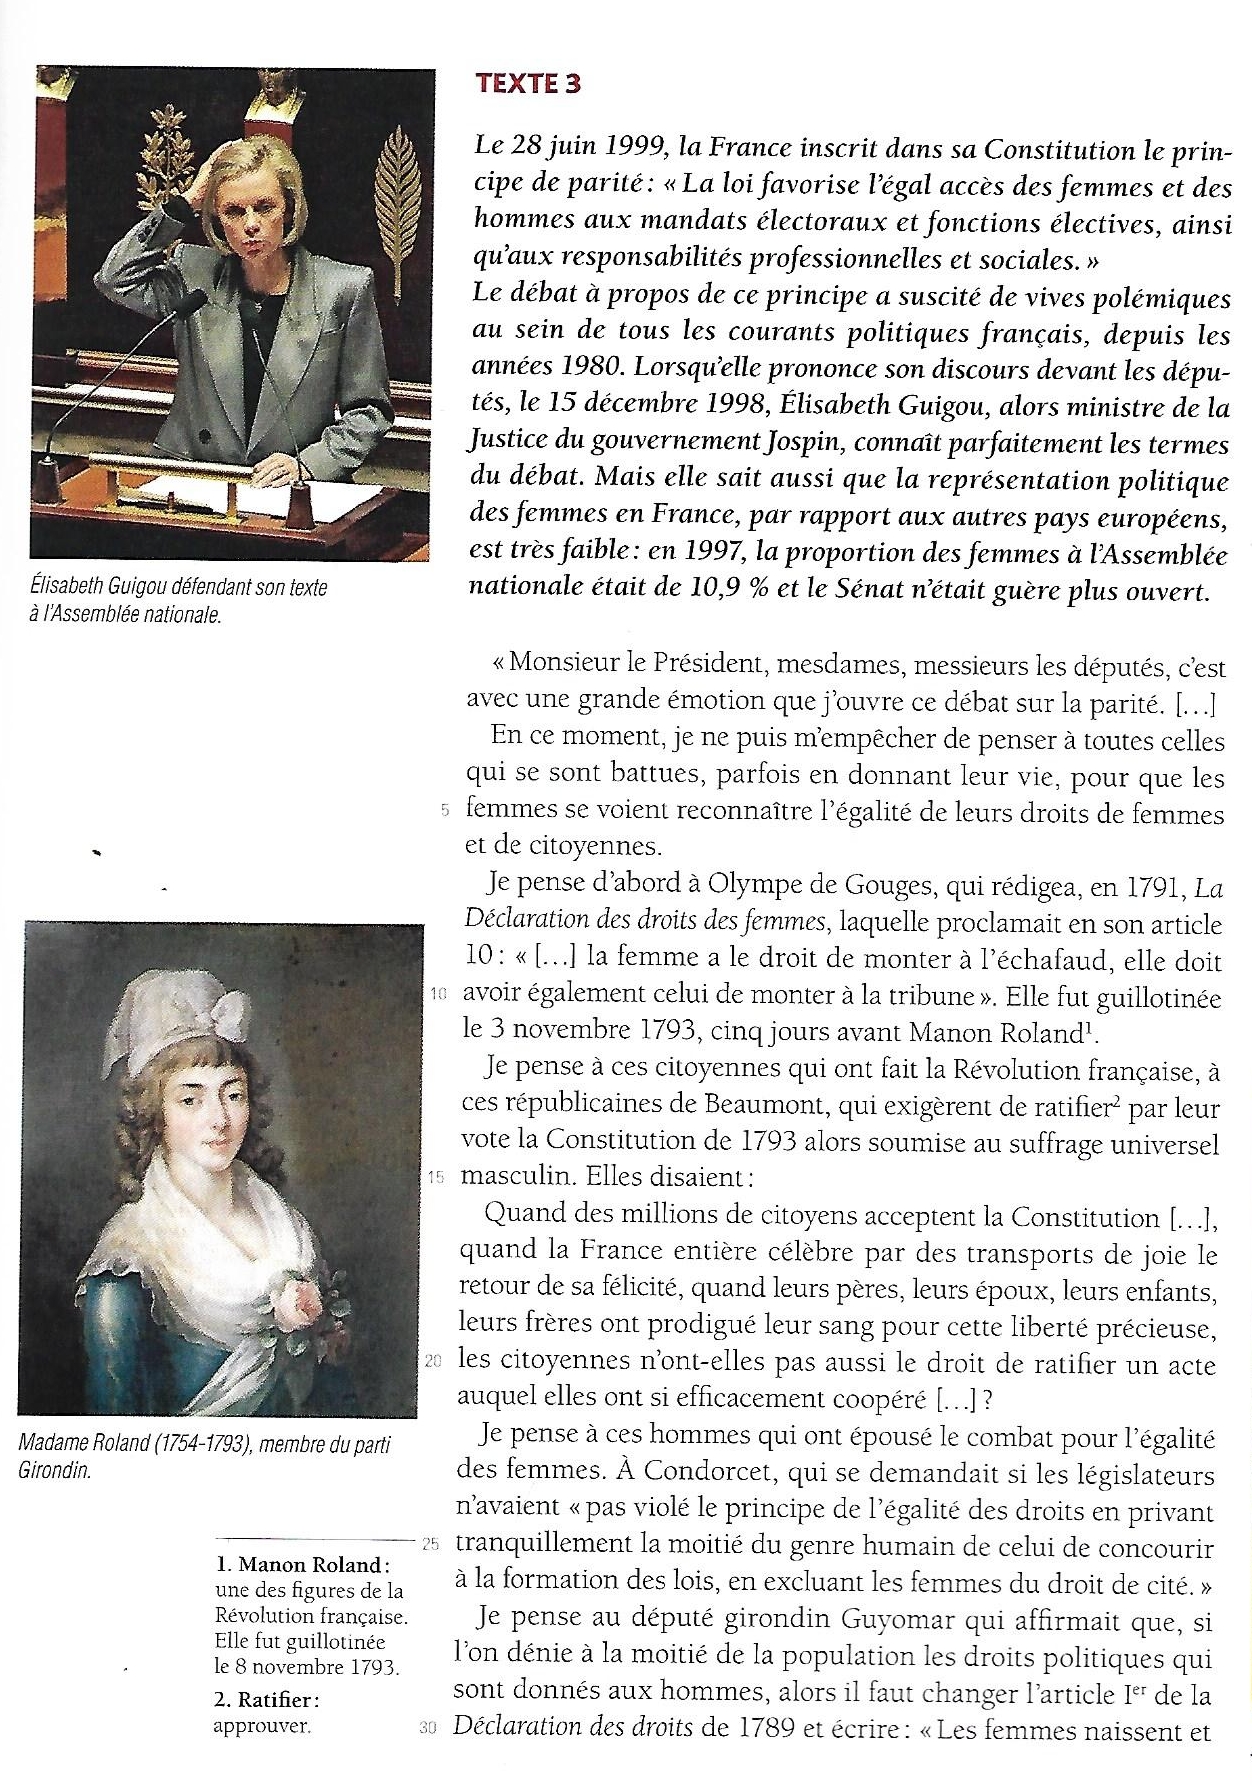 TEXTE 3
Le 28 juin 1999, la France inscrit dans sa Constitution le prin-
cipe de parité : « La loi favorise l'égal accès des femmes et des
hommes aux mandats électoraux et fonctions électives, ainsi
qu'aux responsabilités professionnelles et sociales. »
Le débat à propos de ce principe a suscité de vives polémiques
au sein de tous les courants politiques français, depuis les
années 1980. Lorsqu'elle prononce son discours devant les dépu-
tés, le 15 décembre 1998, Élisabeth Guigou, alors ministre de la
Justice du gouvernement Jospin, connaît parfaitement les termes
du débat. Mais elle sait aussi que la représentation politique
des femmes en France, par rapport aux autres pays européens,
est très faible : en 1997, la proportion des femmes à l'Assemblée
nationale était de 10,9 % et le Sénat n'était guère plus ouvert.
Élisabeth Guigou défendant son texte
à l'Assemblée nationale.
« Monsieur le Président, mesdames, messieurs les députés, c'est
avec une grande émotion que j'ouvre ce débat sur la parité. [...]
En ce moment, je ne puis m'empêcher de penser à toutes celles
qui se sont battues, parfois en donnant leur vie, pour que les
5 femmes se voient reconnaître l'égalité de leurs droits de femmes
et de citoyennes.
Je pense d'abord à Olympe de Gouges, qui rédigea, en 1791, La
Déclaration des droits des femmes, laquelle proclamait en son article
10 : « [...] la femme a le droit de monter à l'échafaud, elle doit
10 avoir également celui de monter à la tribune ». Elle fut guillotinée
le 3 novembre 1793, cinq jours avant Manon Roland¹.
Je pense à ces citoyennes qui ont fait la Révolution française, à
ces républicaines de Beaumont, qui exigèrent de ratifier² par leur
vote la Constitution de 1793 alors soumise au suffrage universel
15 masculin. Elles disaient :
Quand des millions de citoyens acceptent la Constitution [...],
quand la France entière célèbre par des transports de joie le
retour de sa félicité, quand leurs pères, leurs époux, leurs enfants,
leurs frères ont prodigué leur sang pour cette liberté précieuse,
20 les citoyennes n'ont-elles pas aussi le droit de ratifier un acte
auquel elles ont si efficacement coopéré [...] ?
Je pense à ces hommes qui ont épousé le combat pour l'égalité
des femmes. À Condorcet, qui se demandait si les législateurs
n'avaient « pas violé le principe de l'égalité des droits en privant
25 tranquillement la moitié du genre humain de celui de concourir
à la formation des lois, en excluant les femmes du droit de cité. »
Je pense au député girondin Guyomar qui affirmait que, si
l'on dénie à la moitié de la population les droits politiques qui
sont donnés aux hommes, alors il faut changer l'article Ier de la
30 Déclaration des droits de 1789 et écrire : « Les femmes naissent et
Madame Roland (1754-1793), membre du parti
Girondin.
1. Manon Roland :
une des figures de la
Révolution française.
Elle fut guillotinée
le 8 novembre 1793.
2. Ratifier :
approuver.